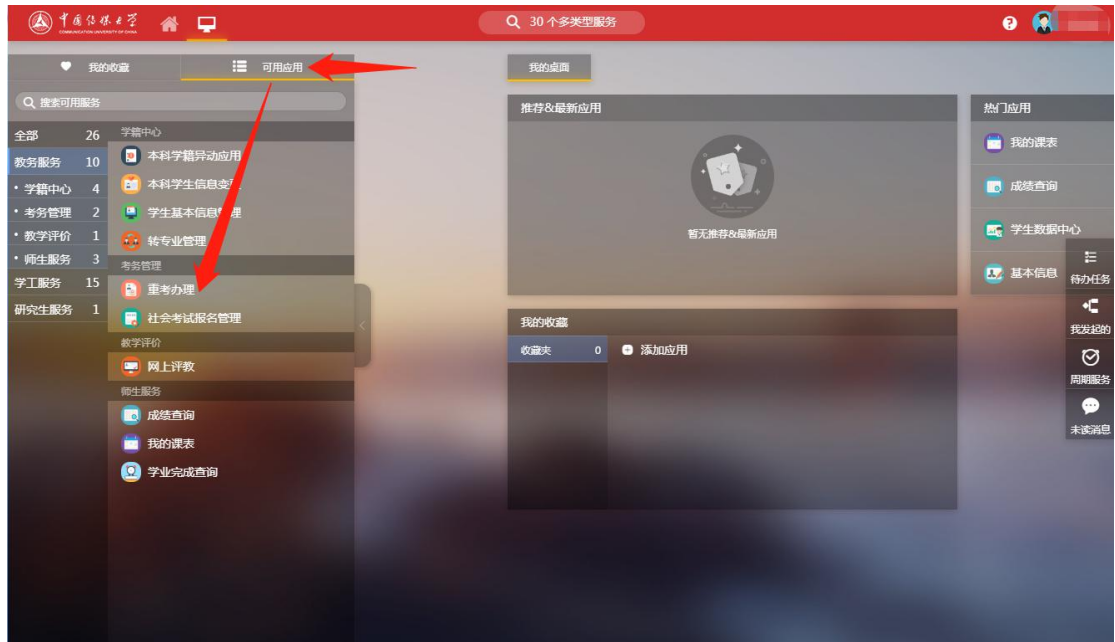 中国传媒大学
COMMUNICATION UNIVERSITY OF CHINA
30 个多类型服务
我的收藏
可用应用
搜索可用服务
全部 26
教务服务 10
• 学籍中心 4
• 考务管理 2
• 教学评价 1
• 师生服务 3
学工服务 15
研究生服务 1
学籍中心
本科学籍异动应用
本科学生信息变
学生基本信息管理
转专业管理
考务管理
重考办理
社会考试报名管理
教学评价
网上评教
师生服务
成绩查询
我的课表
学业完成查询
我的桌面
推荐&最新应用
暂无推荐&最新应用
我的收藏
收藏夹 0
添加应用
热门应用
我的课表
成绩查询
学生数据中心
基本信息
待办任务
我发起的
周期服务
未读消息